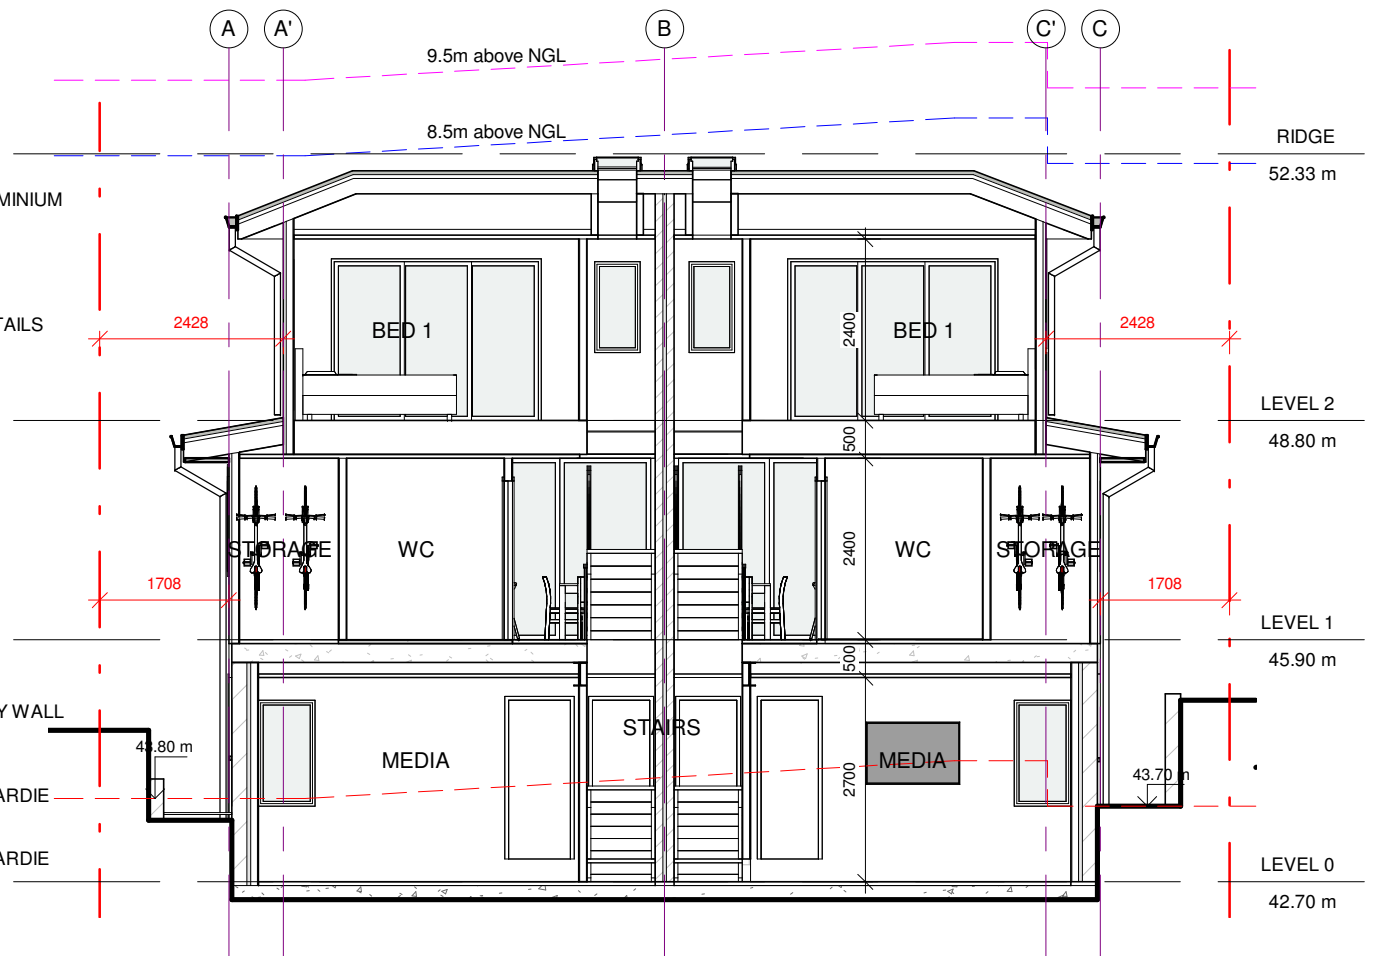 A A' B C' C
9.5m above NGL
8.5m above NGL
RIDGE
52.33 m
MINIUM
TAILS
2428
BED 1
2400
BED 1
2428
LEVEL 2
48.80 m
500
STORAGE
WC
2400
WC
STORAGE
1708
1708
LEVEL 1
45.90 m
500
Y WALL
STAIRS
43.80 m
MEDIA
MEDIA
2700
43.70 m
ARDIE
ARDIE
LEVEL 0
42.70 m